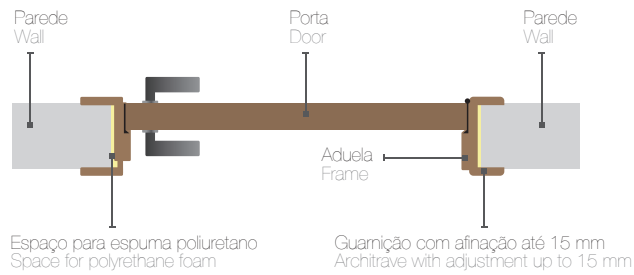 Parede
Wall
Porta
Door
Parede
Wall
Aduela
Frame
Espaço para espuma poliuretano
Space for polyrethane foam
Guarnição com afinação até 15 mm
Architrave with adjustment up to 15 mm